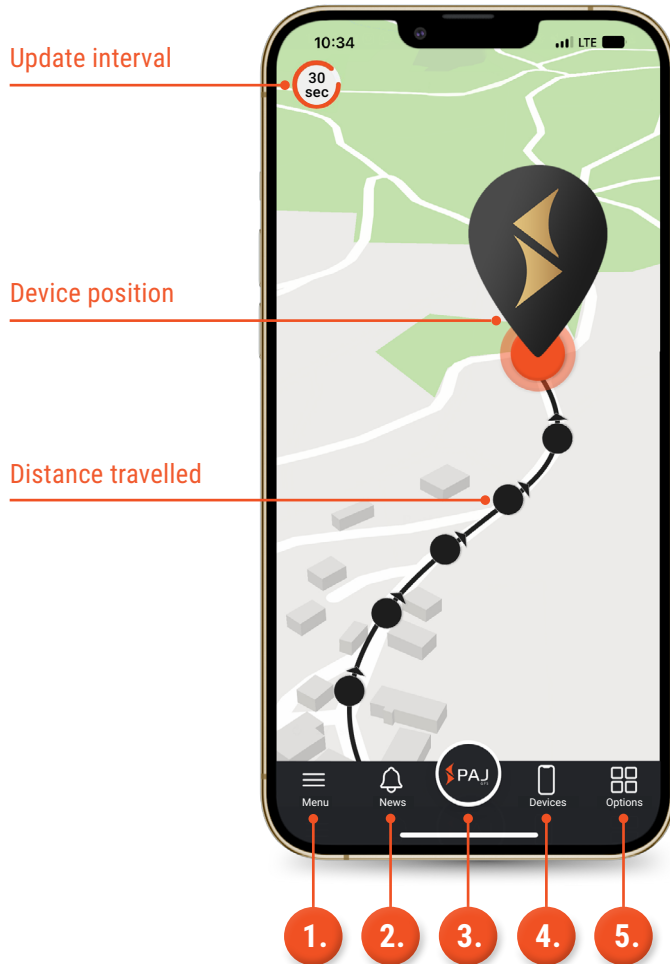 Update interval
10:34
LTE
30
sec
Device position
Distance travelled
PAJ
GPS
Menu
News
Devices
Options
1.
2.
3.
4.
5.